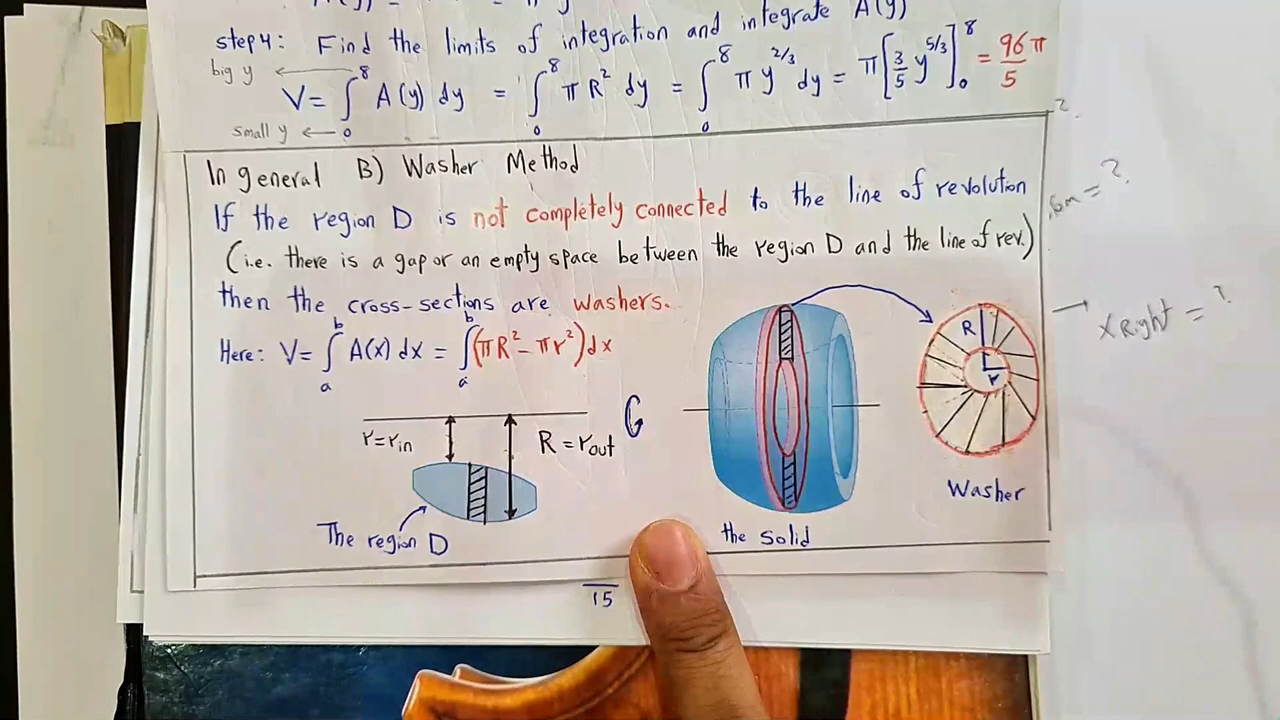 step 4: Find the limits of integration and integrate A(y)
big y ←
V = ∫₀⁸ A(y) dy = ∫₀⁸ π R² dy = ∫₀⁸ π y^(2/3) dy = π[3/5 y^(5/3)]₀⁸ = 96/5 π
small y ←
In general B) Washer Method
If the region D is not completely connected to the line of revolution
(i.e. there is a gap or an empty space between the region D and the line of rev.)
then the cross-sections are washers.
Here: V = ∫ₐᵇ A(x) dx = ∫ₐᵇ (πR² − πr²) dx
r = r_in
R = r_out
The region D
the solid
R
r
Washer
→ x_Right = ?
15